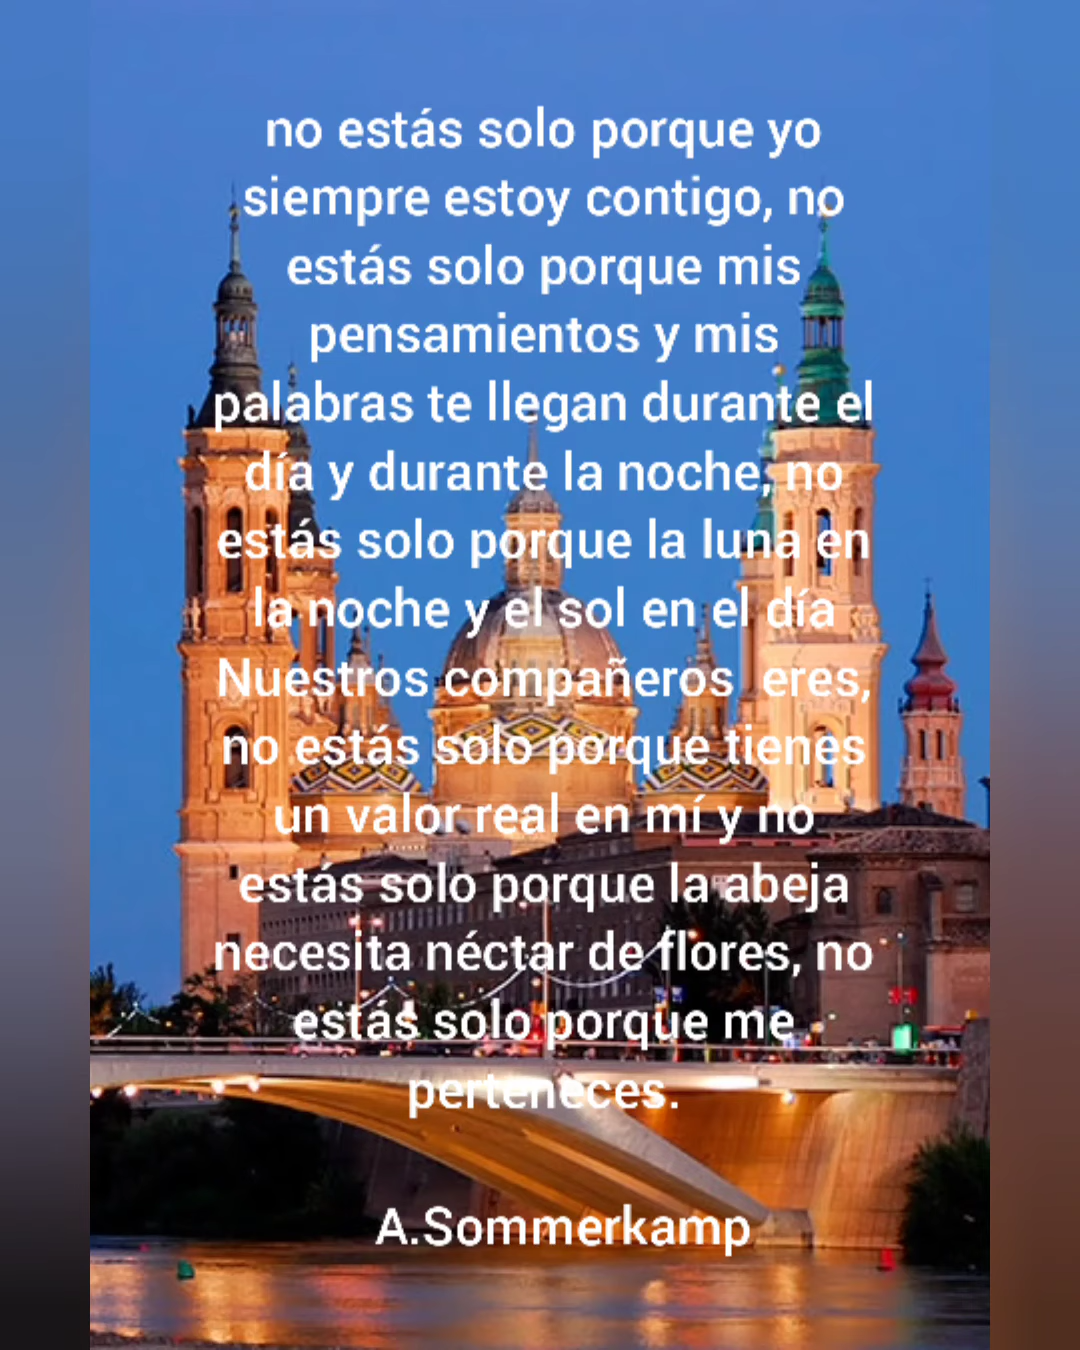 no estás solo porque yo
siempre estoy contigo, no
estás solo porque mis
pensamientos y mis
palabras te llegan durante el
día y durante la noche, no
estás solo porque la luna en
la noche y el sol en el día
Nuestros compañeros  eres,
no estás solo porque tienes
un valor real en mí y no
estás solo porque la abeja
necesita néctar de flores, no
estás solo porque me
perteneces.
A.Sommerkamp